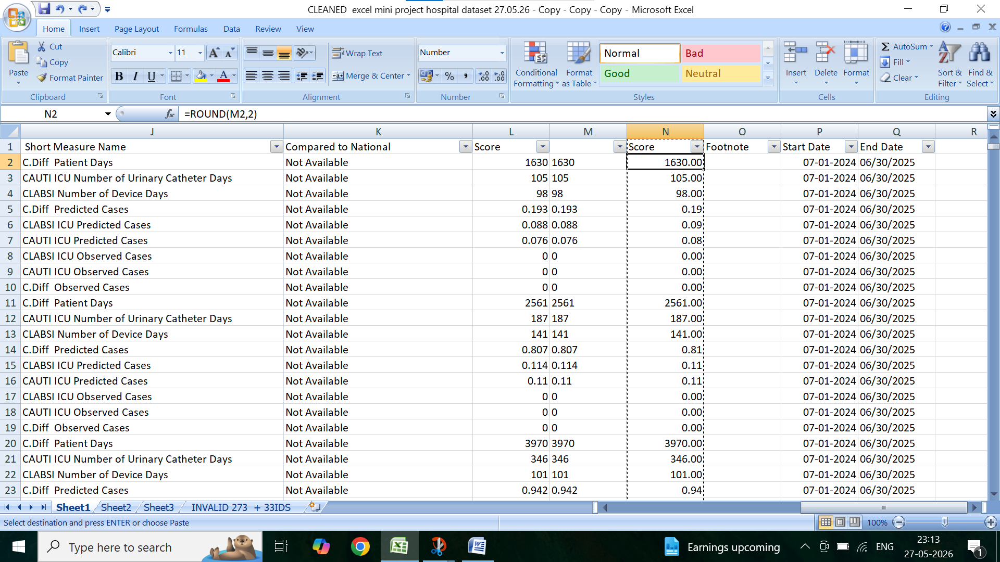 CLEANED  excel mini project hospital dataset 27.05.26 - Copy - Copy - Copy - Microsoft Excel
Home Insert Page Layout Formulas Data Review View
Paste Cut Copy Format Painter Clipboard
Calibri 11 B I U A Font
Wrap Text Merge & Center Alignment
Number % , .00 Number
Conditional Formatting Format as Table Normal Bad Good Neutral Styles
Insert Delete Format Cells
AutoSum Fill Clear Sort & Filter Find & Select Editing
N2 fx =ROUND(M2,2)
J K L M N O P Q R
1 Short Measure Name Compared to National Score Score Footnote Start Date End Date
2 C.Diff  Patient Days Not Available 1630 1630 1630.00 07-01-2024 06/30/2025
3 CAUTI ICU Number of Urinary Catheter Days Not Available 105 105 105.00 07-01-2024 06/30/2025
4 CLABSI Number of Device Days Not Available 98 98 98.00 07-01-2024 06/30/2025
5 C.Diff  Predicted Cases Not Available 0.193 0.193 0.19 07-01-2024 06/30/2025
6 CLABSI ICU Predicted Cases Not Available 0.088 0.088 0.09 07-01-2024 06/30/2025
7 CAUTI ICU Predicted Cases Not Available 0.076 0.076 0.08 07-01-2024 06/30/2025
8 CLABSI ICU Observed Cases Not Available 0 0 0.00 07-01-2024 06/30/2025
9 CAUTI ICU Observed Cases Not Available 0 0 0.00 07-01-2024 06/30/2025
10 C.Diff  Observed Cases Not Available 0 0 0.00 07-01-2024 06/30/2025
11 C.Diff  Patient Days Not Available 2561 2561 2561.00 07-01-2024 06/30/2025
12 CAUTI ICU Number of Urinary Catheter Days Not Available 187 187 187.00 07-01-2024 06/30/2025
13 CLABSI Number of Device Days Not Available 141 141 141.00 07-01-2024 06/30/2025
14 C.Diff  Predicted Cases Not Available 0.807 0.807 0.81 07-01-2024 06/30/2025
15 CLABSI ICU Predicted Cases Not Available 0.114 0.114 0.11 07-01-2024 06/30/2025
16 CAUTI ICU Predicted Cases Not Available 0.11 0.11 0.11 07-01-2024 06/30/2025
17 CLABSI ICU Observed Cases Not Available 0 0 0.00 07-01-2024 06/30/2025
18 CAUTI ICU Observed Cases Not Available 0 0 0.00 07-01-2024 06/30/2025
19 C.Diff  Observed Cases Not Available 0 0 0.00 07-01-2024 06/30/2025
20 C.Diff  Patient Days Not Available 3970 3970 3970.00 07-01-2024 06/30/2025
21 CAUTI ICU Number of Urinary Catheter Days Not Available 346 346 346.00 07-01-2024 06/30/2025
22 CLABSI Number of Device Days Not Available 101 101 101.00 07-01-2024 06/30/2025
23 C.Diff  Predicted Cases Not Available 0.942 0.942 0.94 07-01-2024 06/30/2025
Sheet1 Sheet2 Sheet3 INVALID 273  + 33IDS
Select destination and press ENTER or choose Paste 100%
Type here to search Earnings upcoming ENG 23:13
27-05-2026 1